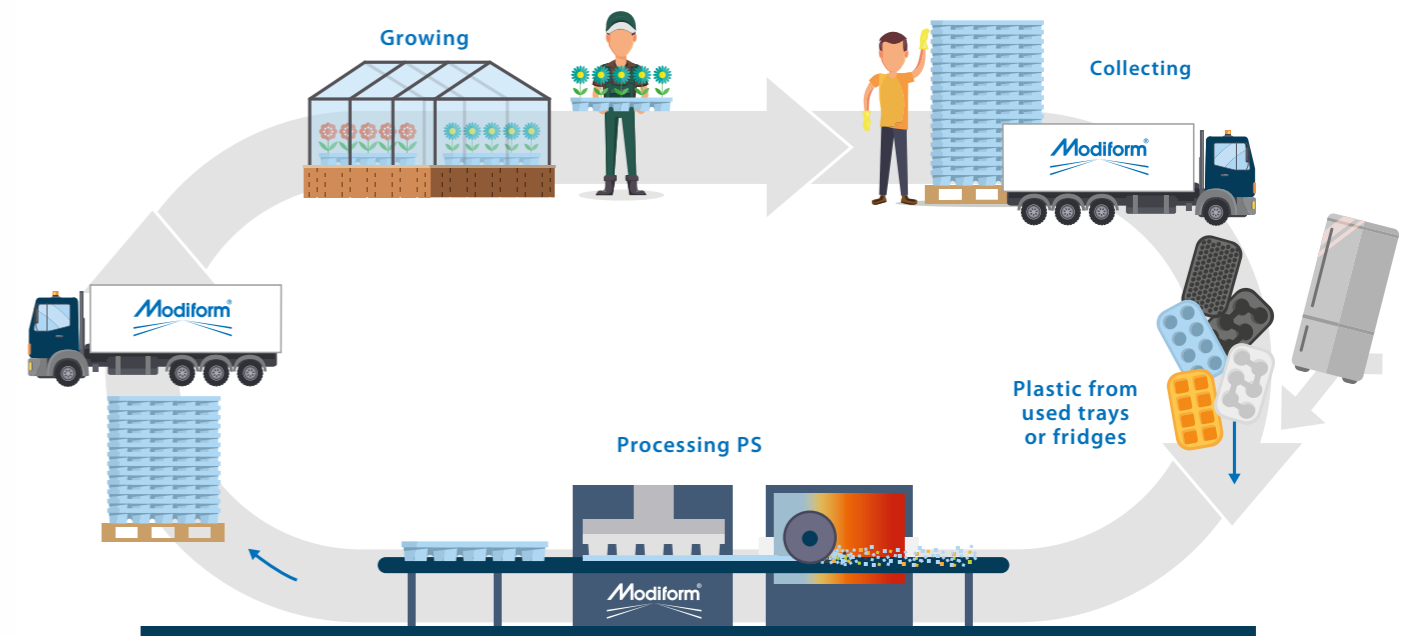 Growing
Collecting
Modiform®
Modiform®
Plastic from
used trays
or fridges
Processing PS
Modiform®